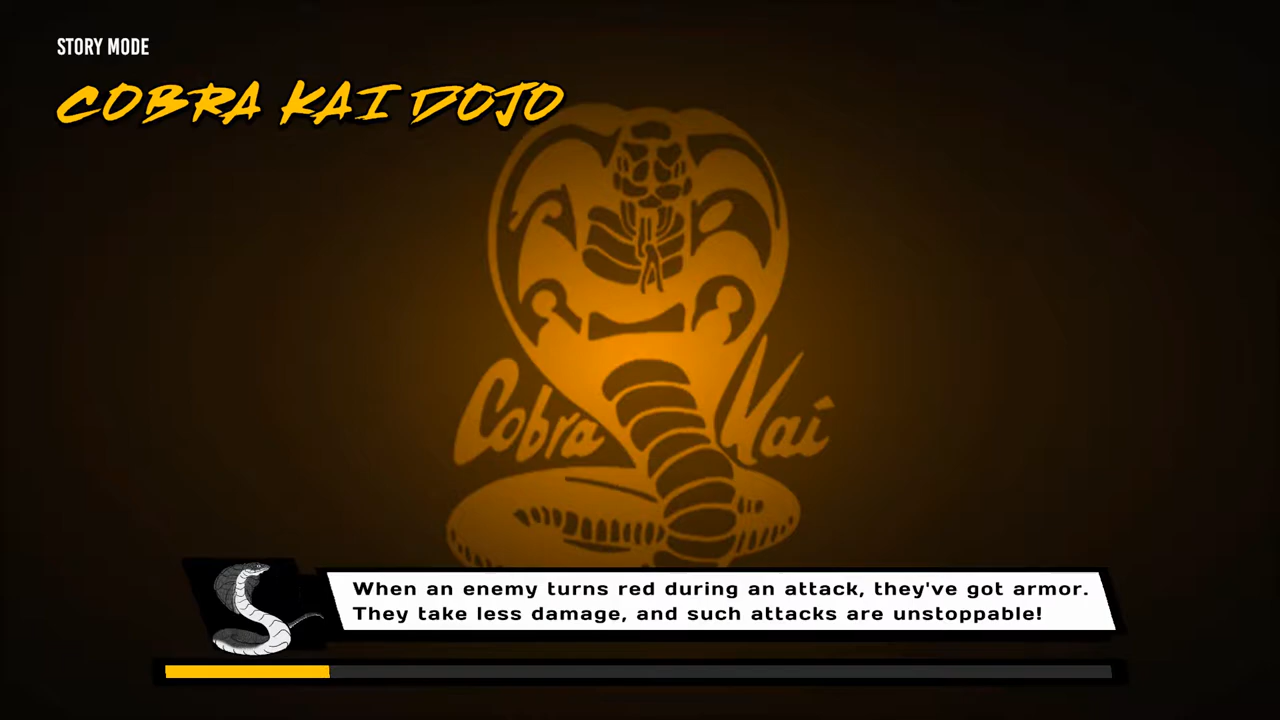 STORY MODE
COBRA KAI DOJO
Cobra Kai
When an enemy turns red during an attack, they've got armor.
They take less damage, and such attacks are unstoppable!